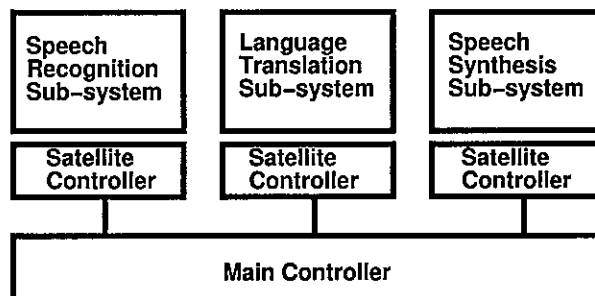 Speech
Recognition
Sub-system
Language
Translation
Sub-system
Speech
Synthesis
Sub-system
Satellite
Controller
Satellite
Controller
Satellite
Controller
Main Controller